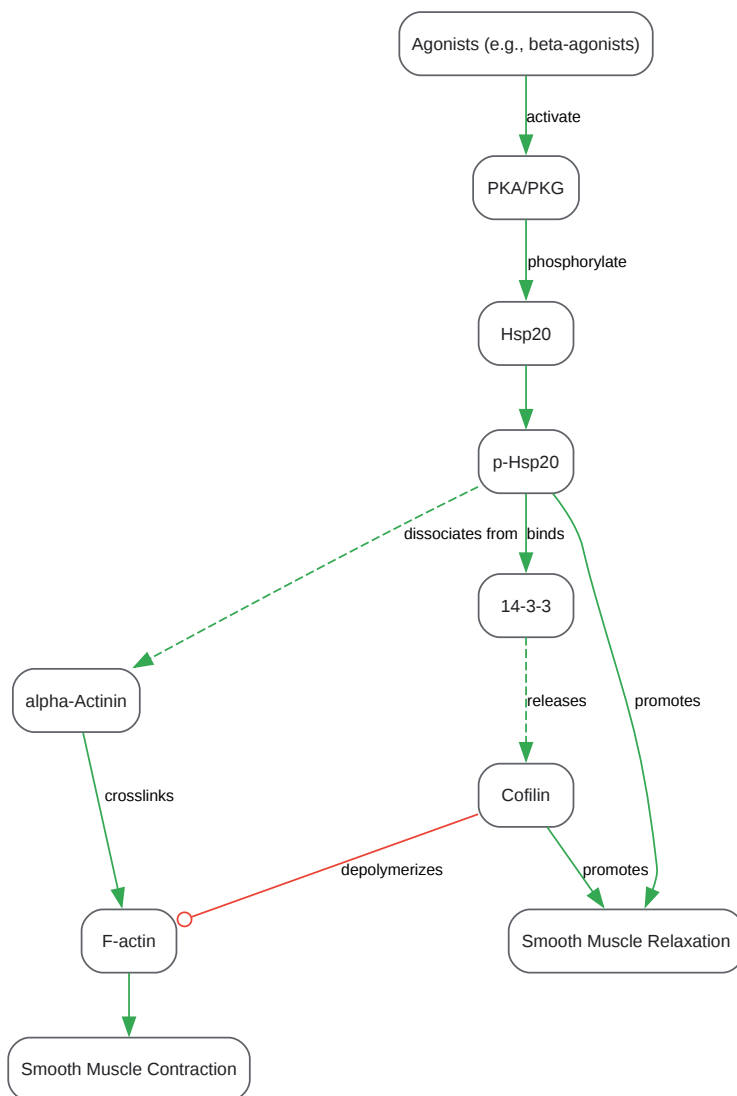 Agonists (e.g., beta-agonists)
activate
PKA/PKG
phosphorylate
Hsp20
p-Hsp20
dissociates from
binds
14-3-3
alpha-Actinin
releases
promotes
crosslinks
Cofilin
depolymerizes
promotes
F-actin
Smooth Muscle Relaxation
Smooth Muscle Contraction